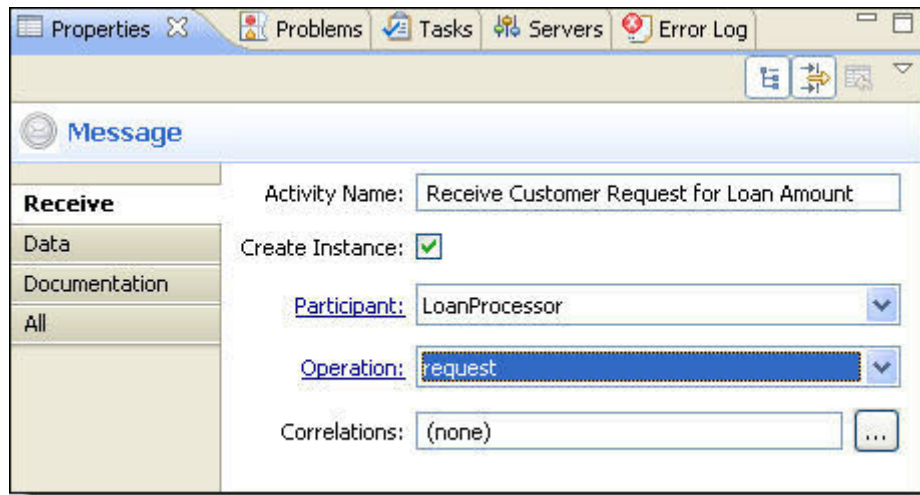 Properties Problems Tasks Servers Error Log
Message
Receive
Data
Documentation
All
Activity Name: Receive Customer Request for Loan Amount
Create Instance:
Participant: LoanProcessor
Operation: request
Correlations: (none) ...